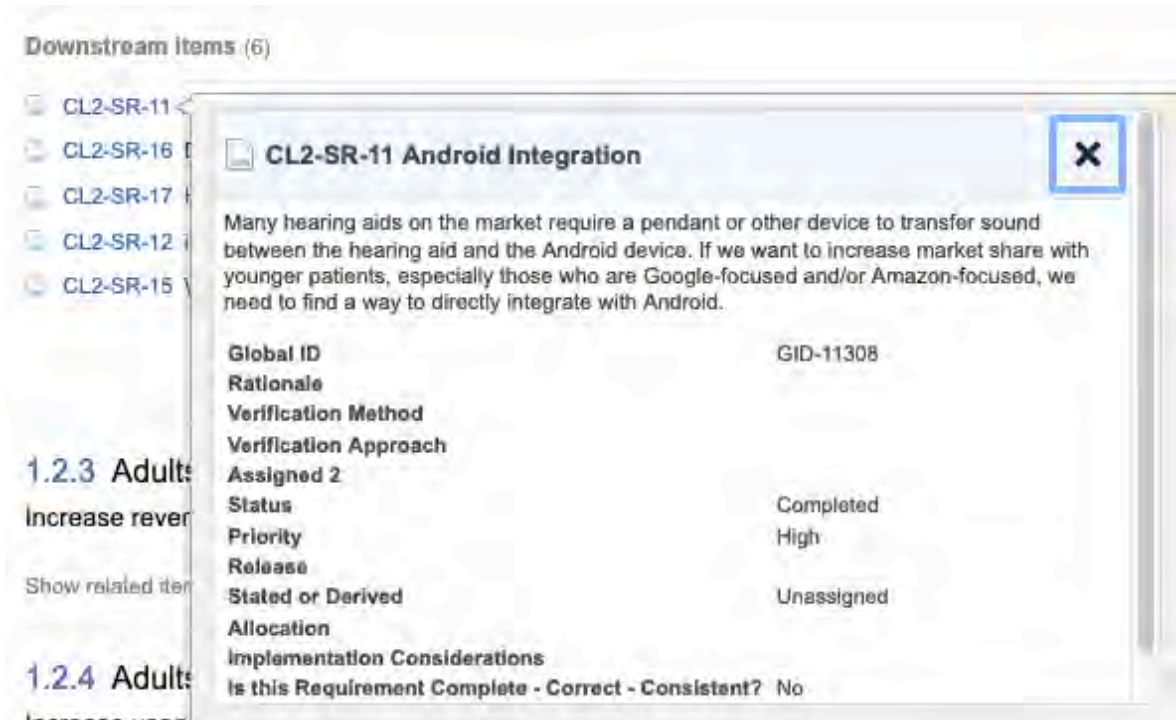 Downstream items (6)
CL2-SR-11
CL2-SR-16
CL2-SR-17
CL2-SR-12
CL2-SR-15
CL2-SR-11 Android Integration
Many hearing aids on the market require a pendant or other device to transfer sound
between the hearing aid and the Android device. If we want to increase market share with
younger patients, especially those who are Google-focused and/or Amazon-focused, we
need to find a way to directly integrate with Android.
Global ID GID-11308
Rationale
Verification Method
Verification Approach
Assigned 2
Status Completed
Priority High
Release
Stated or Derived Unassigned
Allocation
Implementation Considerations
Is this Requirement Complete - Correct - Consistent? No
1.2.3 Adults
Increase
Show related
1.2.4 Adults
Increase